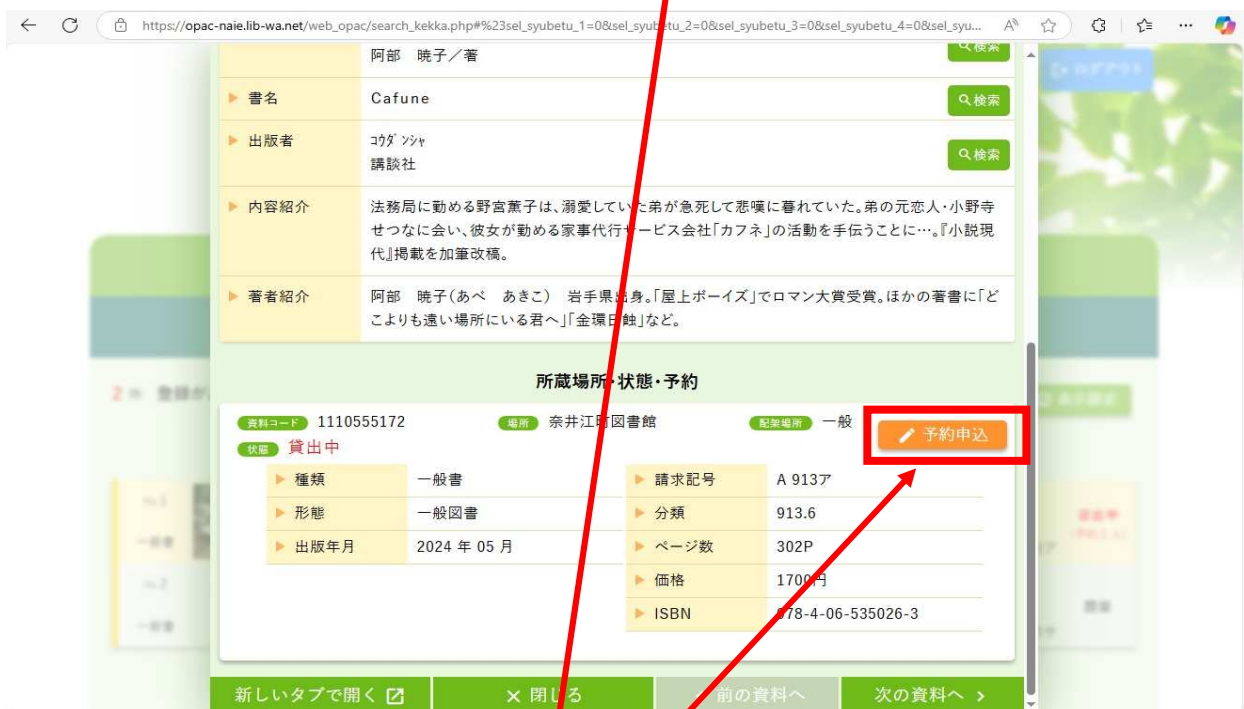 https://opac-naie.lib-wa.net/web_opac/search_kekka.php#%23sel_syubetu_1=0&sel_syubetu_2=0&sel_syubetu_3=0&sel_syubetu_4=0&sel_syu...
ログアウト
阿部　暁子／著
検索
書名
Cafune
検索
出版者
ｺｳﾀﾞﾝｼｬ
講談社
検索
内容紹介
法務局に勤める野宮薫子は、溺愛していた弟が急死して悲嘆に暮れていた。弟の元恋人・小野寺
せつなに会い、彼女が勤める家事代行サービス会社「カフネ」の活動を手伝うことに…。『小説現
代』掲載を加筆改稿。
著者紹介
阿部　暁子(あべ　あきこ)　岩手県出身。「屋上ボーイズ」でロマン大賞受賞。ほかの著書に「ど
こよりも遠い場所にいる君へ」「金環日蝕」など。
所蔵場所・状態・予約
資料コード 1110555172 場所 奈井江町図書館 配架場所 一般
予約申込
状態 貸出中
種類 一般書 請求記号 A 913ア
形態 一般図書 分類 913.6
出版年月 2024 年 05 月 ページ数 302P
価格 1700円
ISBN 978-4-06-535026-3
新しいタブで開く × 閉じる 前の資料へ 次の資料へ >